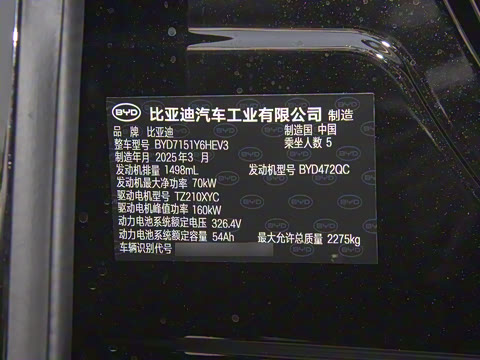 BYD 比亚迪汽车工业有限公司 制造
品 牌 比亚迪 制造国 中国
整车型号 BYD7151Y6HEV3 乘坐人数 5
制造年月 2025年3 月
发动机排量 1498mL 发动机型号 BYD472QC
发动机最大净功率 70kW
驱动电机型号 TZ210XYC
驱动电机峰值功率 160kW
动力电池系统额定电压 326.4V
动力电池系统额定容量 54Ah 最大允许总质量 2275kg
车辆识别代号